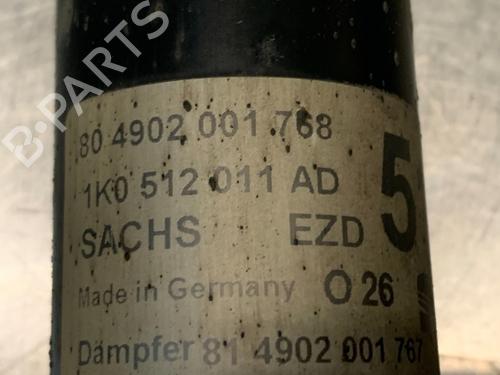 B-PARTS
80 4902 001 768
1K0 512 011 AD
5
SACHS EZD
Made in Germany O 26
Dämpfer 81 4902 001 767